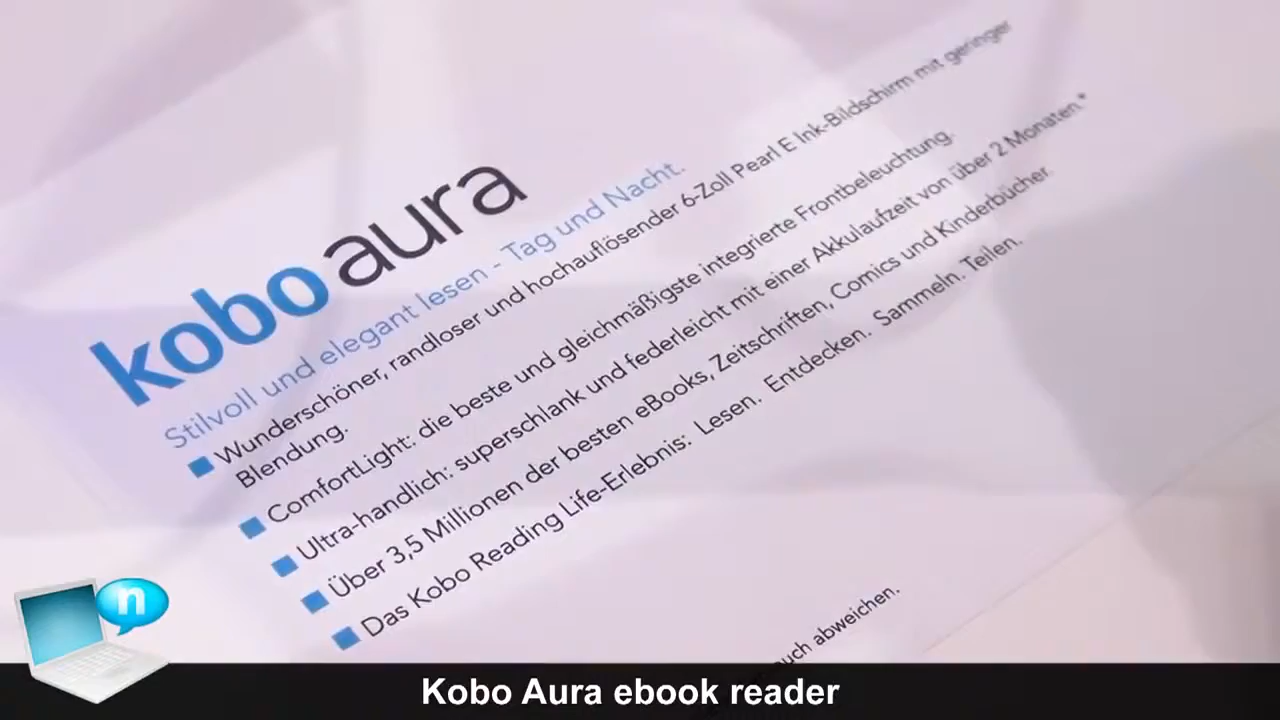 kobo aura
Stilvoll und elegant lesen - Tag und Nacht.
Wunderschöner, randloser und hochauflösender 6-Zoll Pearl E Ink-Bildschirm mit geringer
Blendung.
ComfortLight: die beste und gleichmäßigste integrierte Frontbeleuchtung.
Ultra-handlich: superschlank und federleicht mit einer Akkulaufzeit von über 2 Monaten.*
Über 3,5 Millionen der besten eBooks, Zeitschriften, Comics und Kinderbücher.
Das Kobo Reading Life-Erlebnis: Lesen. Entdecken. Sammeln. Teilen.
abweichen.
n
Kobo Aura ebook reader